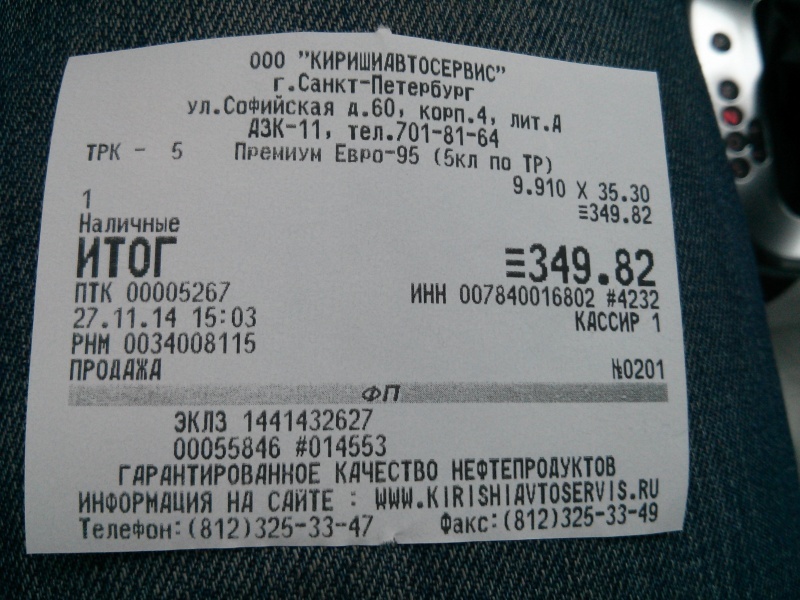 ООО "КИРИШИАВТОСЕРВИС"
г.Санкт-Петербург
ул.Софийская д.60, корп.4, лит.А
АЗК-11, тел.701-81-64
ТРК - 5 Премиум Евро-95 (5кл по ТР)
9.910 X 35.30
1 ≡349.82
Наличные
ИТОГ ≡349.82
ПТК 00005267 ИНН 007840016802 #4232
27.11.14 15:03 КАССИР 1
РНМ 0034008115
ПРОДАЖА №0201
ФП
ЭКЛЗ 1441432627
00055846 #014553
ГАРАНТИРОВАННОЕ КАЧЕСТВО НЕФТЕПРОДУКТОВ
ИНФОРМАЦИЯ НА САЙТЕ : WWW.KIRISHIAVTOSERVIS.RU
Телефон:(812)325-33-47 Факс:(812)325-33-49